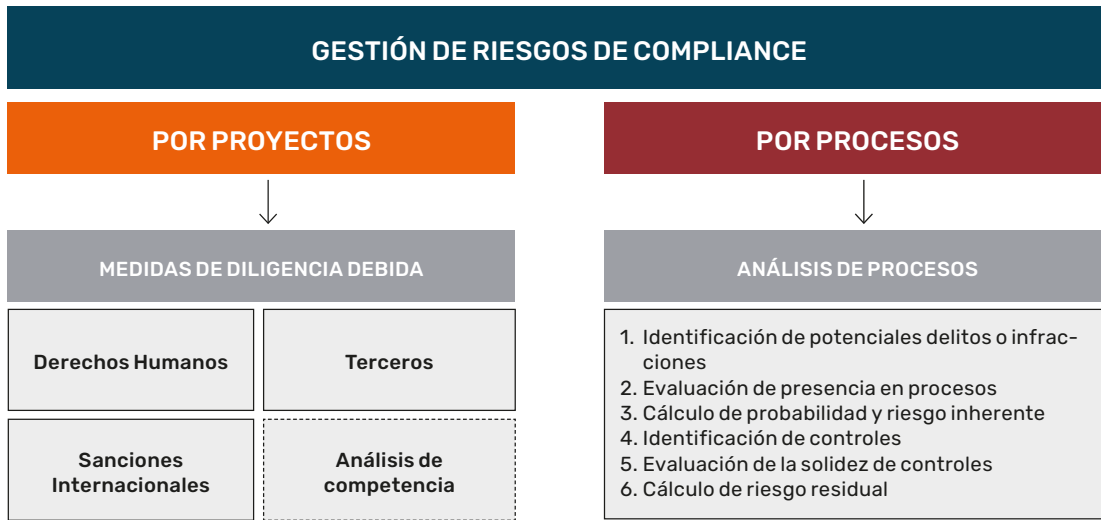 GESTIÓN DE RIESGOS DE COMPLIANCE
POR PROYECTOS
MEDIDAS DE DILIGENCIA DEBIDA
Derechos Humanos
Terceros
Sanciones
Internacionales
Análisis de
competencia
POR PROCESOS
ANÁLISIS DE PROCESOS
1. Identificación de potenciales delitos o infrac-
ciones
2. Evaluación de presencia en procesos
3. Cálculo de probabilidad y riesgo inherente
4. Identificación de controles
5. Evaluación de la solidez de controles
6. Cálculo de riesgo residual